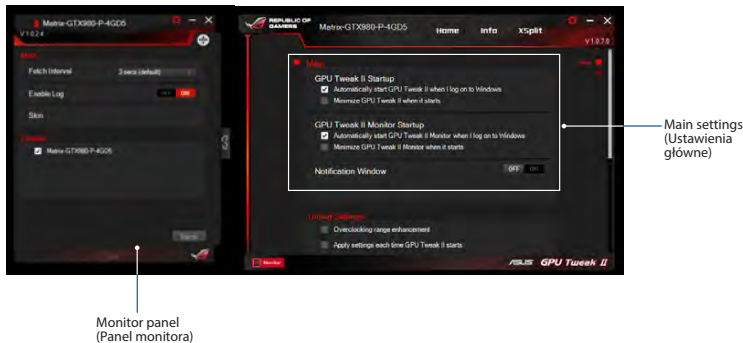 Matrix-GTX980-P-4GD5
V1.0.2.4
Main
Fetch Interval 3 secs (default)
Enable Log OFF ON
Skin
Matrix-GTX980-P-4GD5
REPUBLIC OF
GAMERS
Matrix-GTX980-P-4GD5
Home Info XSplit
V1.0.7.0
Main
GPU Tweak II Startup
Automatically start GPU Tweak II when I log on to Windows
Minimize GPU Tweak II when it starts
GPU Tweak II Monitor Startup
Automatically start GPU Tweak II Monitor when I log on to Windows
Minimize GPU Tweak II Monitor when it starts
Notification Window OFF ON
Tuning Settings
Overclocking range enhancement
Apply settings each time GPU Tweak II starts
Monitor
ASUS GPU Tweak II
Main settings
(Ustawienia
główne)
Monitor panel
(Panel monitora)